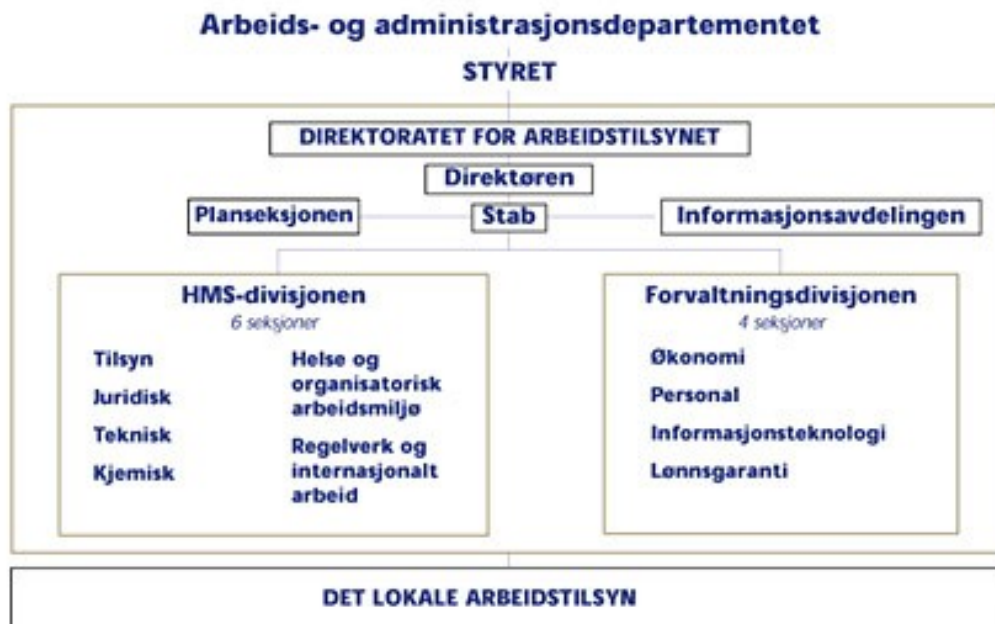 Arbeids- og administrasjonsdepartementet
STYRET
DIREKTORATET FOR ARBEIDSTILSYNET
Direktøren
Planseksjonen
Stab
Informasjonsavdelingen
HMS-divisjonen
6 seksjoner
Tilsyn
Juridisk
Teknisk
Kjemisk
Helse og
organisatorisk
arbeidsmiljø
Regelverk og
internasjonalt
arbeid
Forvaltningsdivisjonen
4 seksjoner
Økonomi
Personal
Informasjonsteknologi
Lønnsgaranti
DET LOKALE ARBEIDSTILSYN